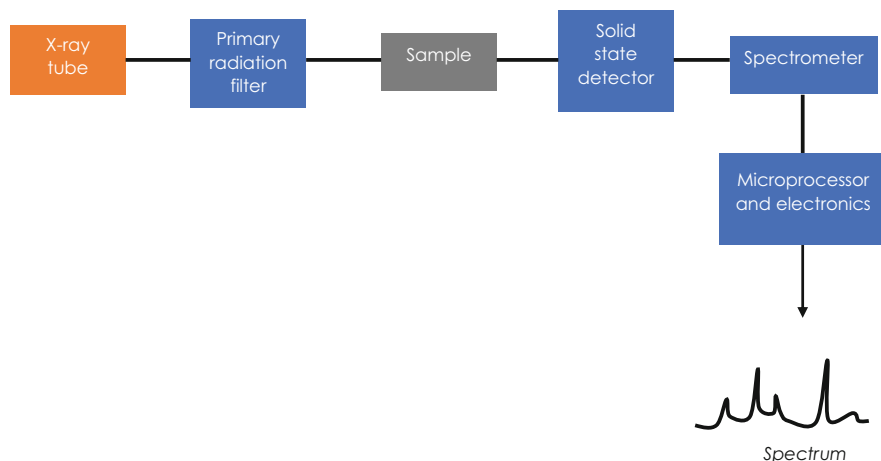 X-ray
tube
Primary
radiation
filter
Sample
Solid
state
detector
Spectrometer
Microprocessor
and electronics
Spectrum